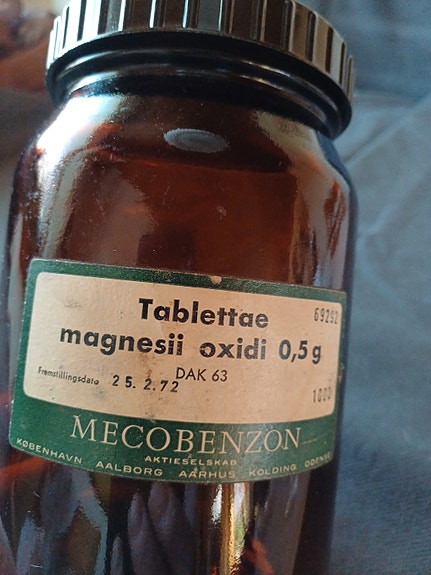 69292
Tablettae
magnesii oxidi 0,5 g
DAK 63
Fremstillingsdato 25.2.72
1000
MECOBENZON
AKTIESELSKAB
KØBENHAVN AALBORG AARHUS KOLDING ODENSE